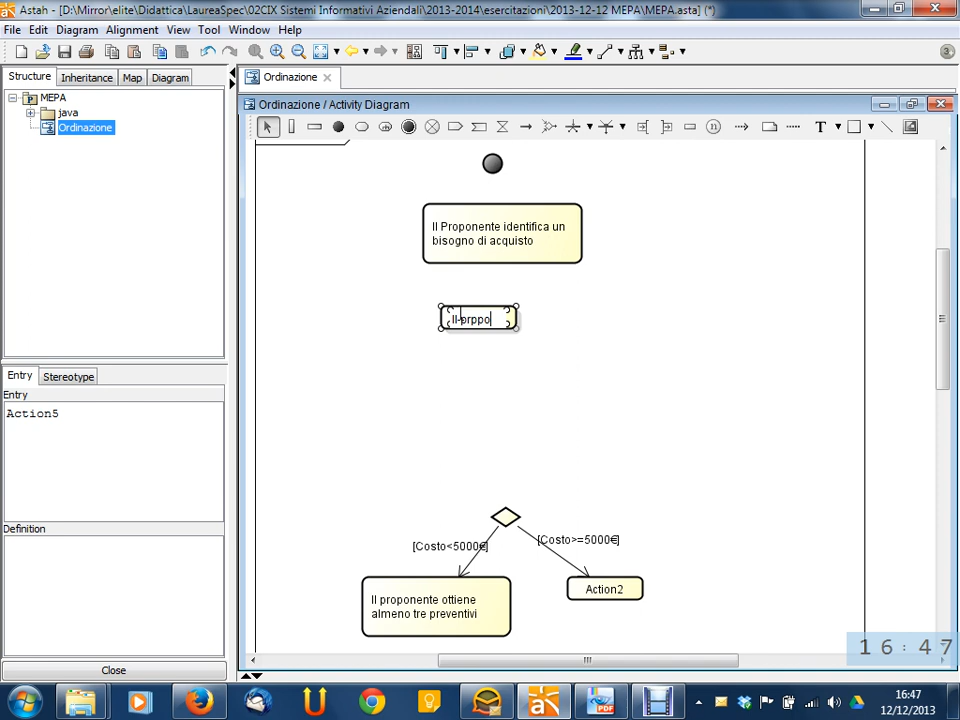 Astah - [D:\Mirror\elite\Didattica\LaureaSpec\02CIX Sistemi Informativi Aziendali\2013-2014\esercitazioni\2013-12-12 MEPA\MEPA.asta] (*)
File Edit Diagram Alignment View Tool Window Help
3
Structure Inheritance Map Diagram
MEPA
java
Ordinazione
Ordinazione
Ordinazione / Activity Diagram
n
T
Il Proponente identifica un
bisogno di acquisto
Il prppo
Entry Stereotype
Entry
Action5
Definition
[Costo<5000€]
[Costo>=5000€]
Il proponente ottiene
almeno tre preventivi
Action2
Close
16:47
PDF
16:47
12/12/2013